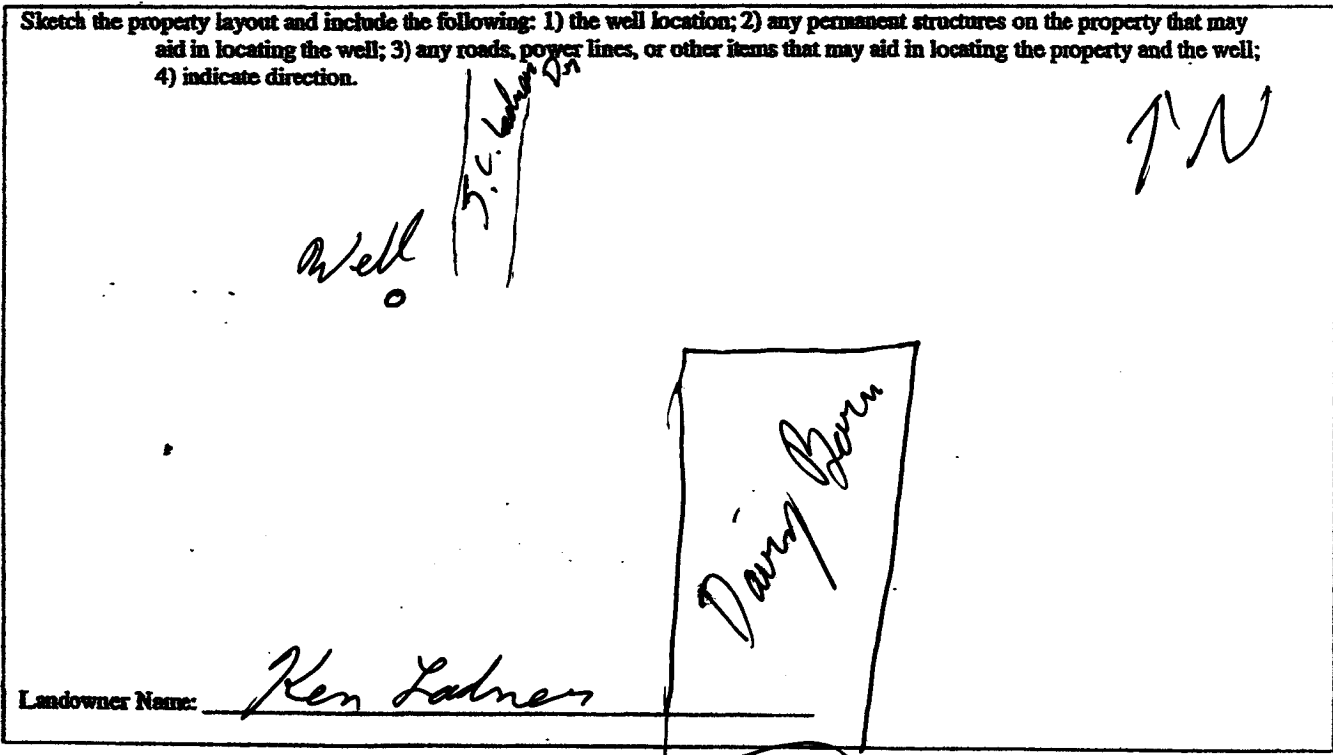 Sketch the property layout and include the following: 1) the well location; 2) any permanent structures on the property that may
aid in locating the well; 3) any roads, power lines, or other items that may aid in locating the property and the well;
4) indicate direction.
J.C. Ladner Dr
N
Well
Dairy Barn
Landowner Name: Ken Ladner